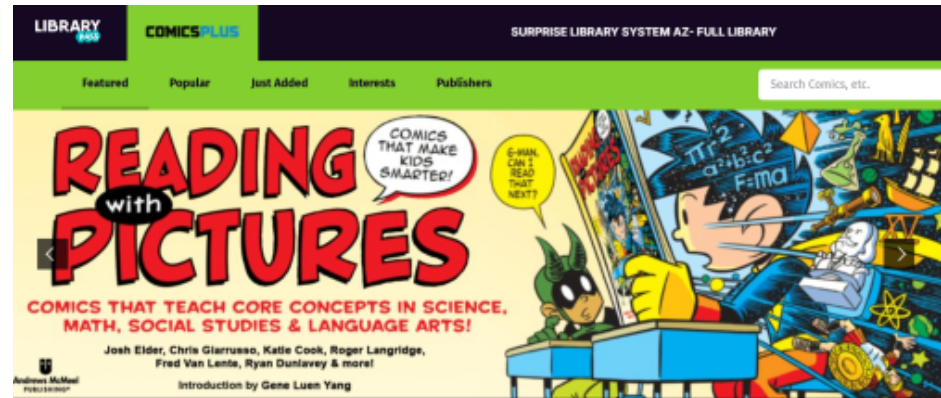 LIBRARY
PASS
COMICSPLUS
SURPRISE LIBRARY SYSTEM AZ- FULL LIBRARY
Featured
Popular
Just Added
Interests
Publishers
Search Comics, etc.
READING
with
PICTURES
COMICS
THAT MAKE
KIDS
SMARTER!
G-MAN,
CAN I
READ
THAT
NEXT?
πr²
a²+b²=c²
F=ma
COMICS THAT TEACH CORE CONCEPTS IN SCIENCE,
MATH, SOCIAL STUDIES & LANGUAGE ARTS!
Josh Elder, Chris Giarrusso, Katie Cook, Roger Langridge,
Fred Van Lente, Ryan Dunlavey & more!
Introduction by Gene Luen Yang
Andrews McMeel
PUBLISHING®